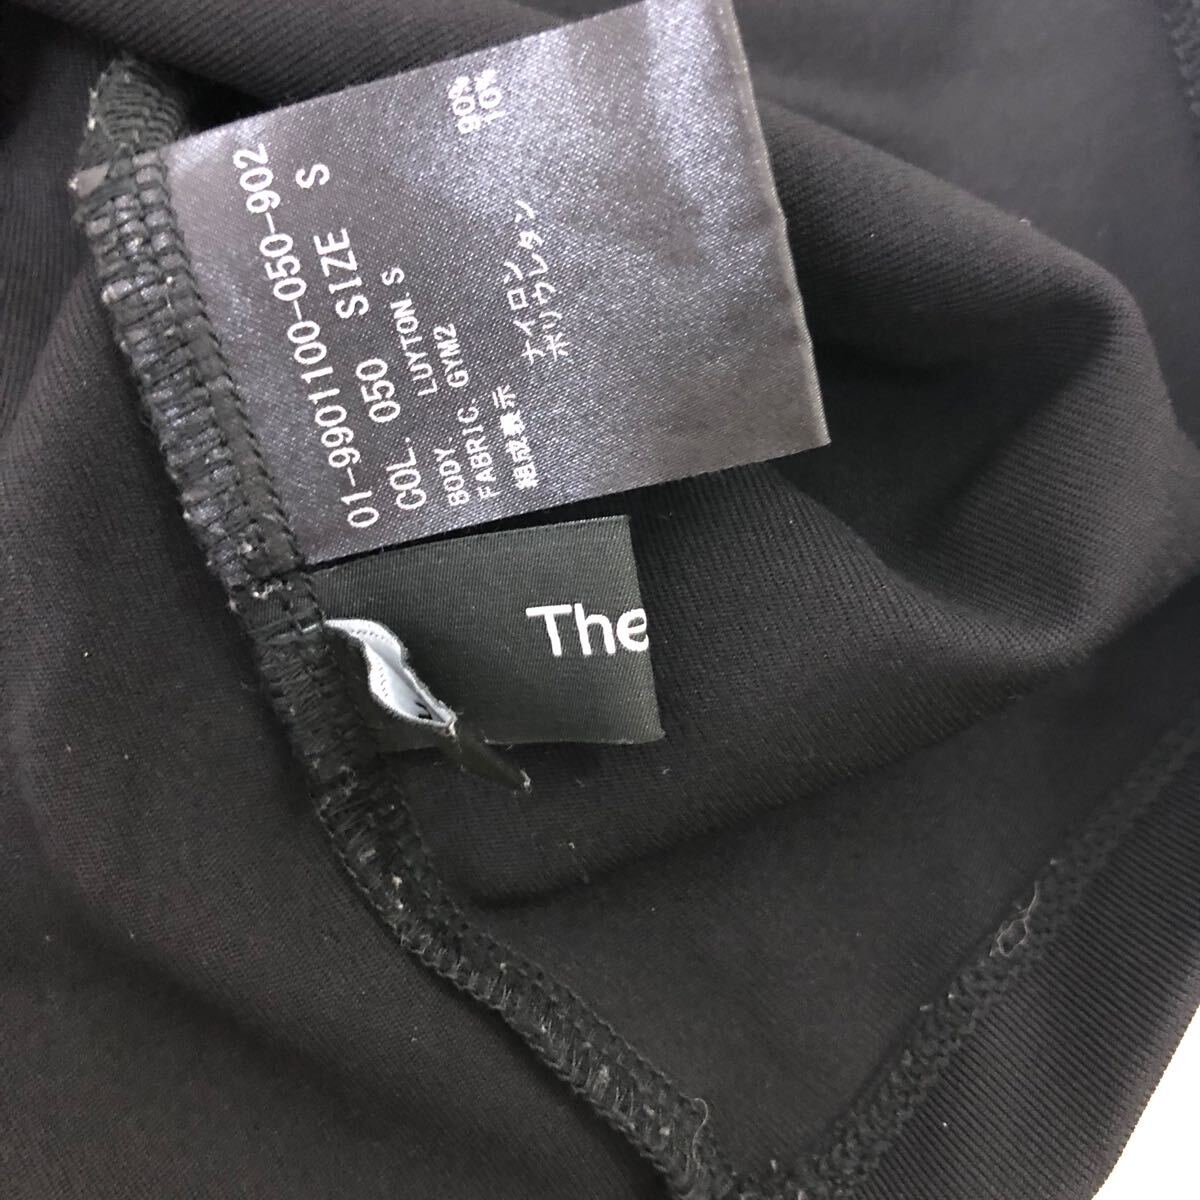 01-9901100-050-902
COL. 050 SIZE S
BODY LUYTON S
FABRIC GYM2
組成表示
ナイロン 90%
ポリウレタン 10%
The